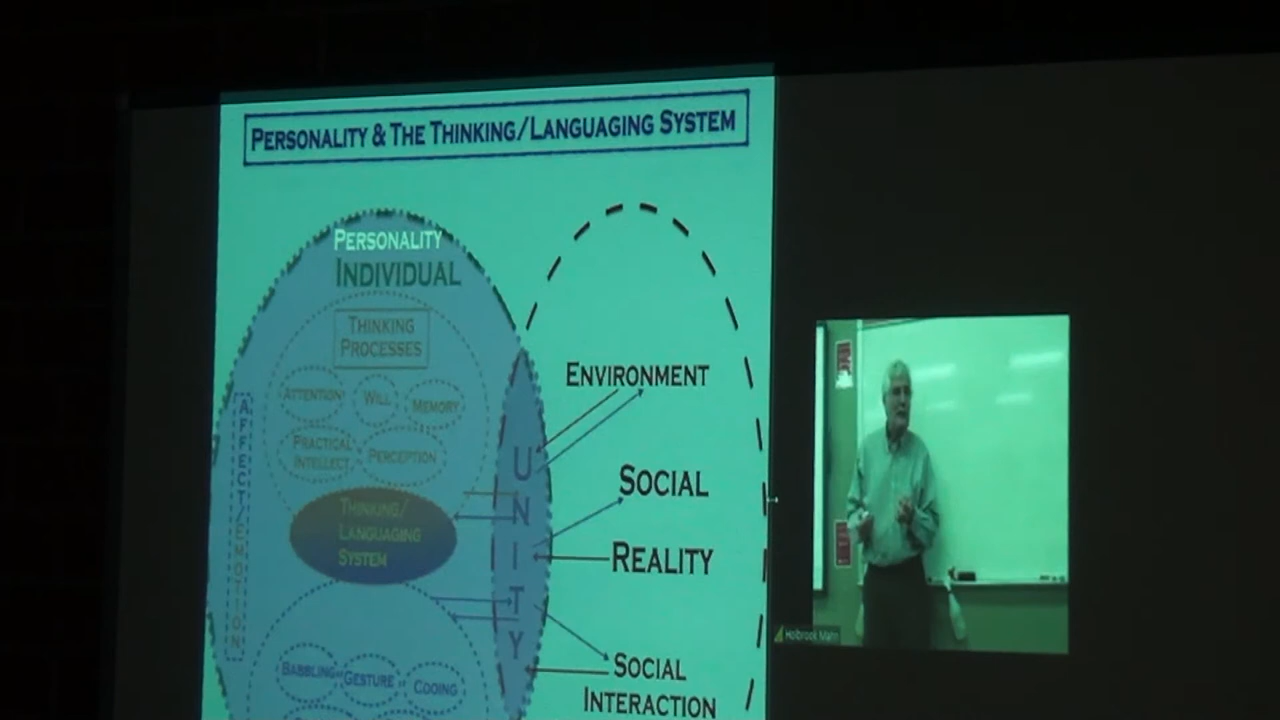 PERSONALITY & THE THINKING/LANGUAGING SYSTEM
PERSONALITY
INDIVIDUAL
THINKING
PROCESSES
ATTENTION
WILL
MEMORY
PRACTICAL
INTELLECT
PERCEPTION
AFFECT/EMOTION
THINKING/
LANGUAGING
SYSTEM
BABBLING
GESTURE
COOING
UNITY
ENVIRONMENT
SOCIAL
REALITY
SOCIAL
INTERACTION
Holbrook Mahn